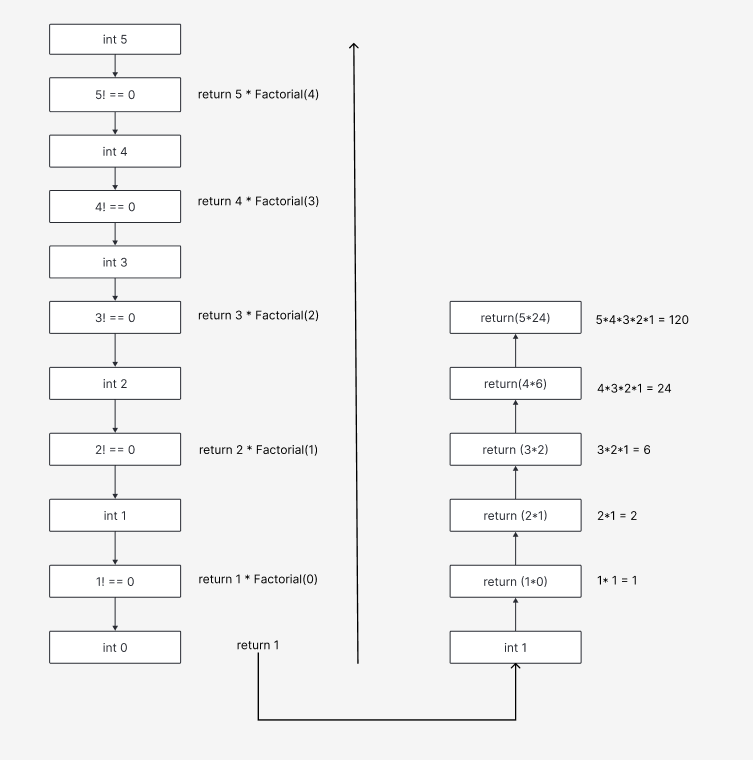 int 5
5! == 0
return 5 * Factorial(4)
int 4
4! == 0
return 4 * Factorial(3)
int 3
3! == 0
return 3 * Factorial(2)
int 2
2! == 0
return 2 * Factorial(1)
int 1
1! == 0
return 1 * Factorial(0)
int 0
return 1
return(5*24)
5*4*3*2*1 = 120
return(4*6)
4*3*2*1 = 24
return (3*2)
3*2*1 = 6
return (2*1)
2*1 = 2
return (1*0)
1* 1 = 1
int 1